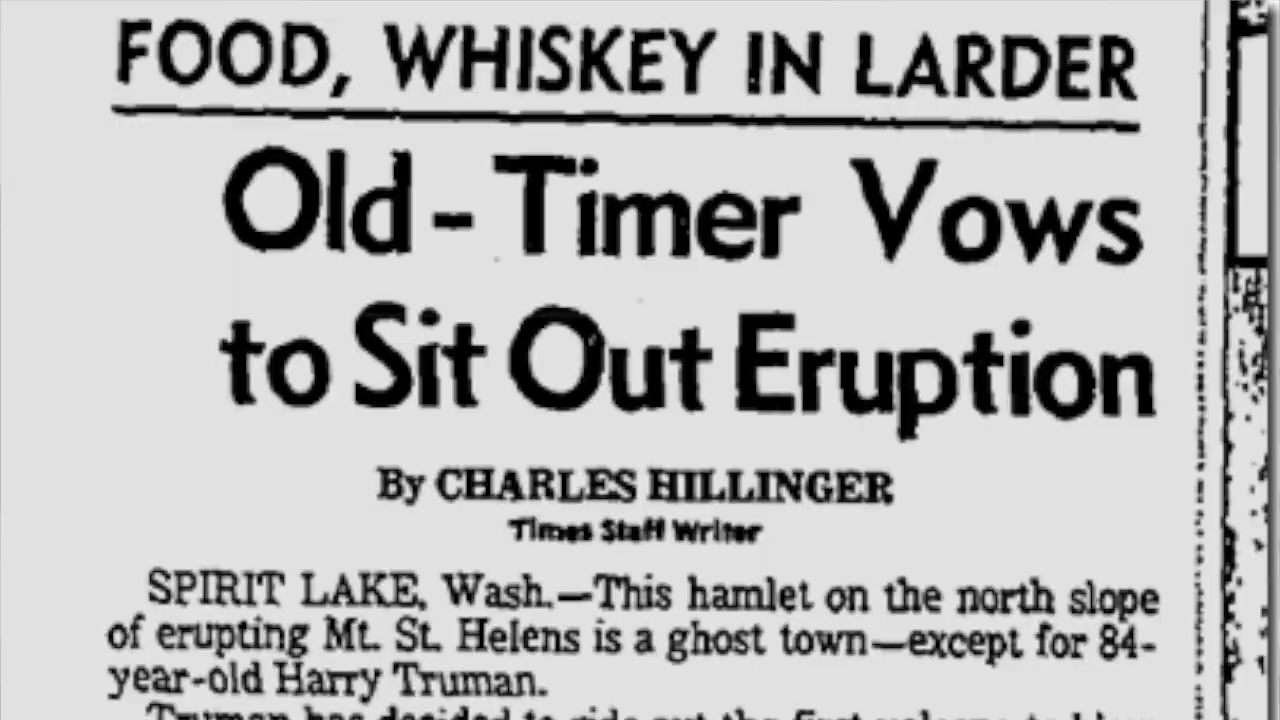 FOOD, WHISKEY IN LARDER
Old-Timer Vows
to Sit Out Eruption
By CHARLES HILLINGER
Times Staff Writer
SPIRIT LAKE, Wash.—This hamlet on the north slope
of erupting Mt. St. Helens is a ghost town—except for 84-
year-old Harry Truman.